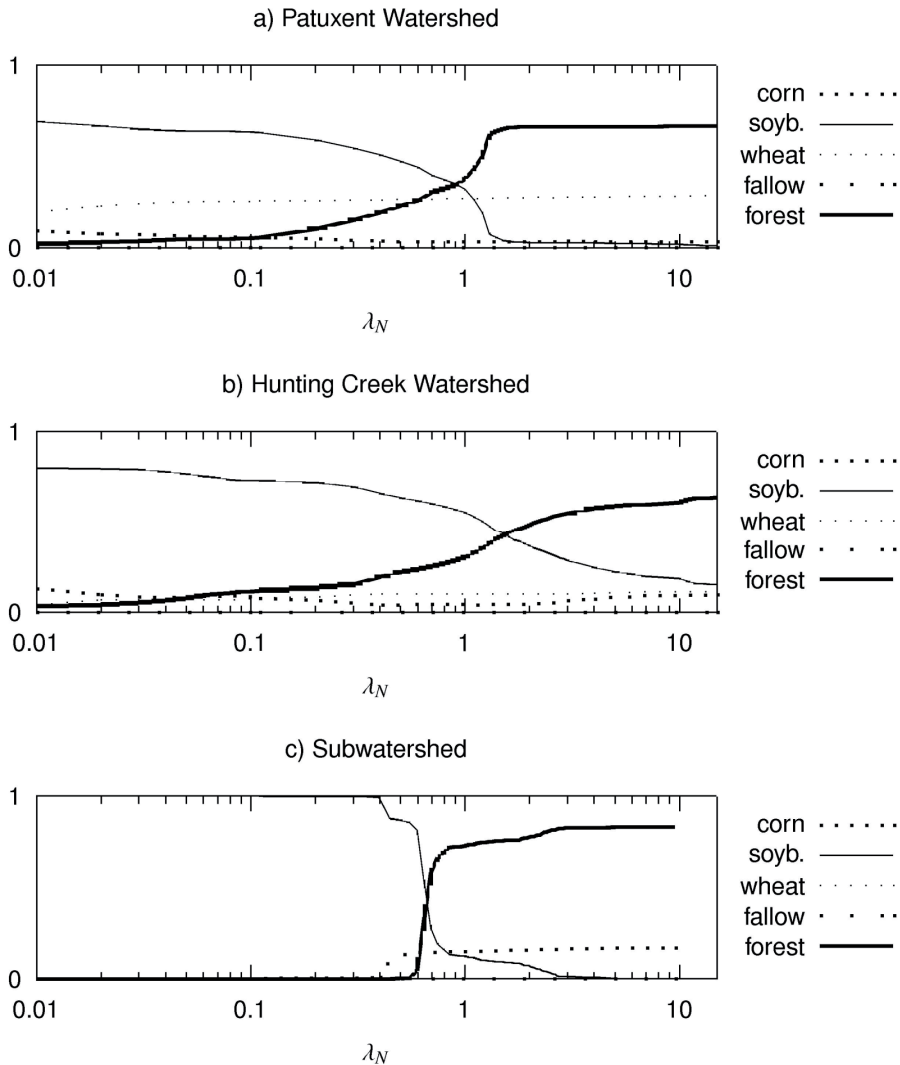 a) Patuxent Watershed
1
0
0.01 0.1 1 10
λN
corn
soyb.
wheat
fallow
forest
b) Hunting Creek Watershed
1
0
0.01 0.1 1 10
λN
corn
soyb.
wheat
fallow
forest
c) Subwatershed
1
0
0.01 0.1 1 10
λN
corn
soyb.
wheat
fallow
forest